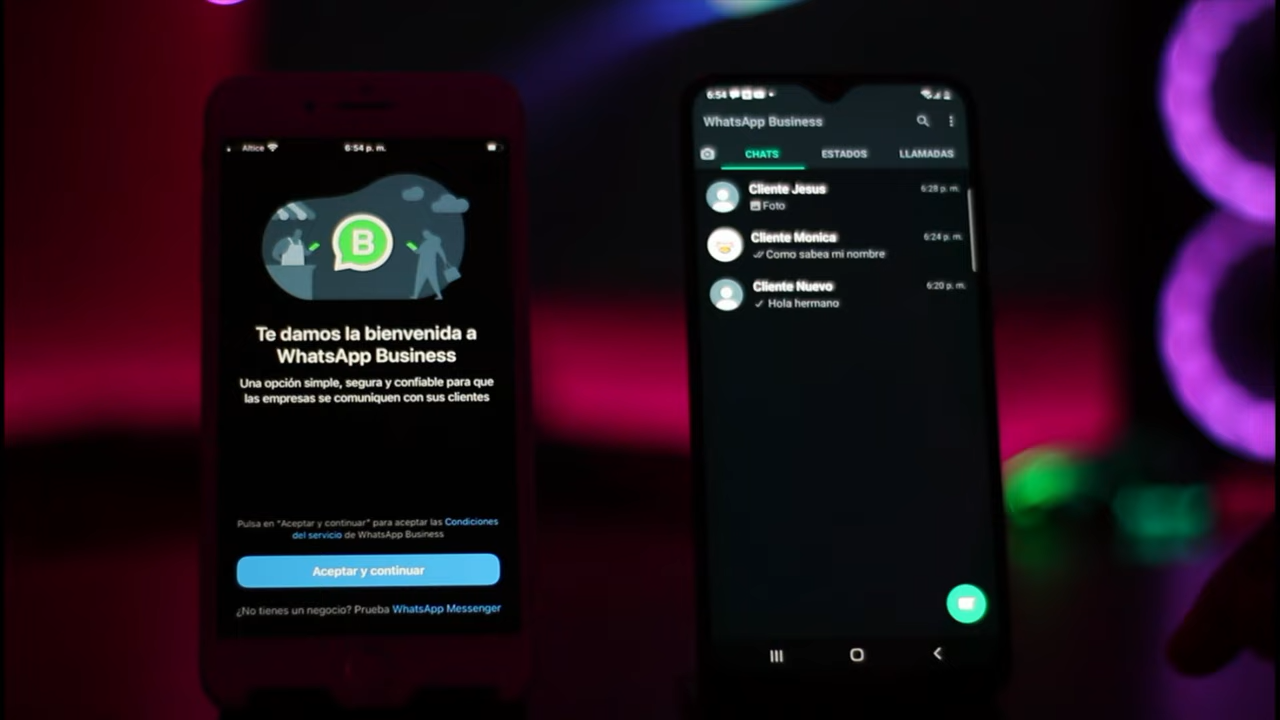 Altice
6:54 p. m.
B
Te damos la bienvenida a
WhatsApp Business
Una opción simple, segura y confiable para que
las empresas se comuniquen con sus clientes
Pulsa en "Aceptar y continuar" para aceptar las Condiciones
del servicio de WhatsApp Business
Aceptar y continuar
¿No tienes un negocio? Prueba WhatsApp Messenger
6:54
WhatsApp Business
CHATS ESTADOS LLAMADAS
Cliente Jesus 6:28 p. m.
Foto
Cliente Monica 6:24 p. m.
Como sabea mi nombre
Cliente Nuevo 6:20 p. m.
Hola hermano